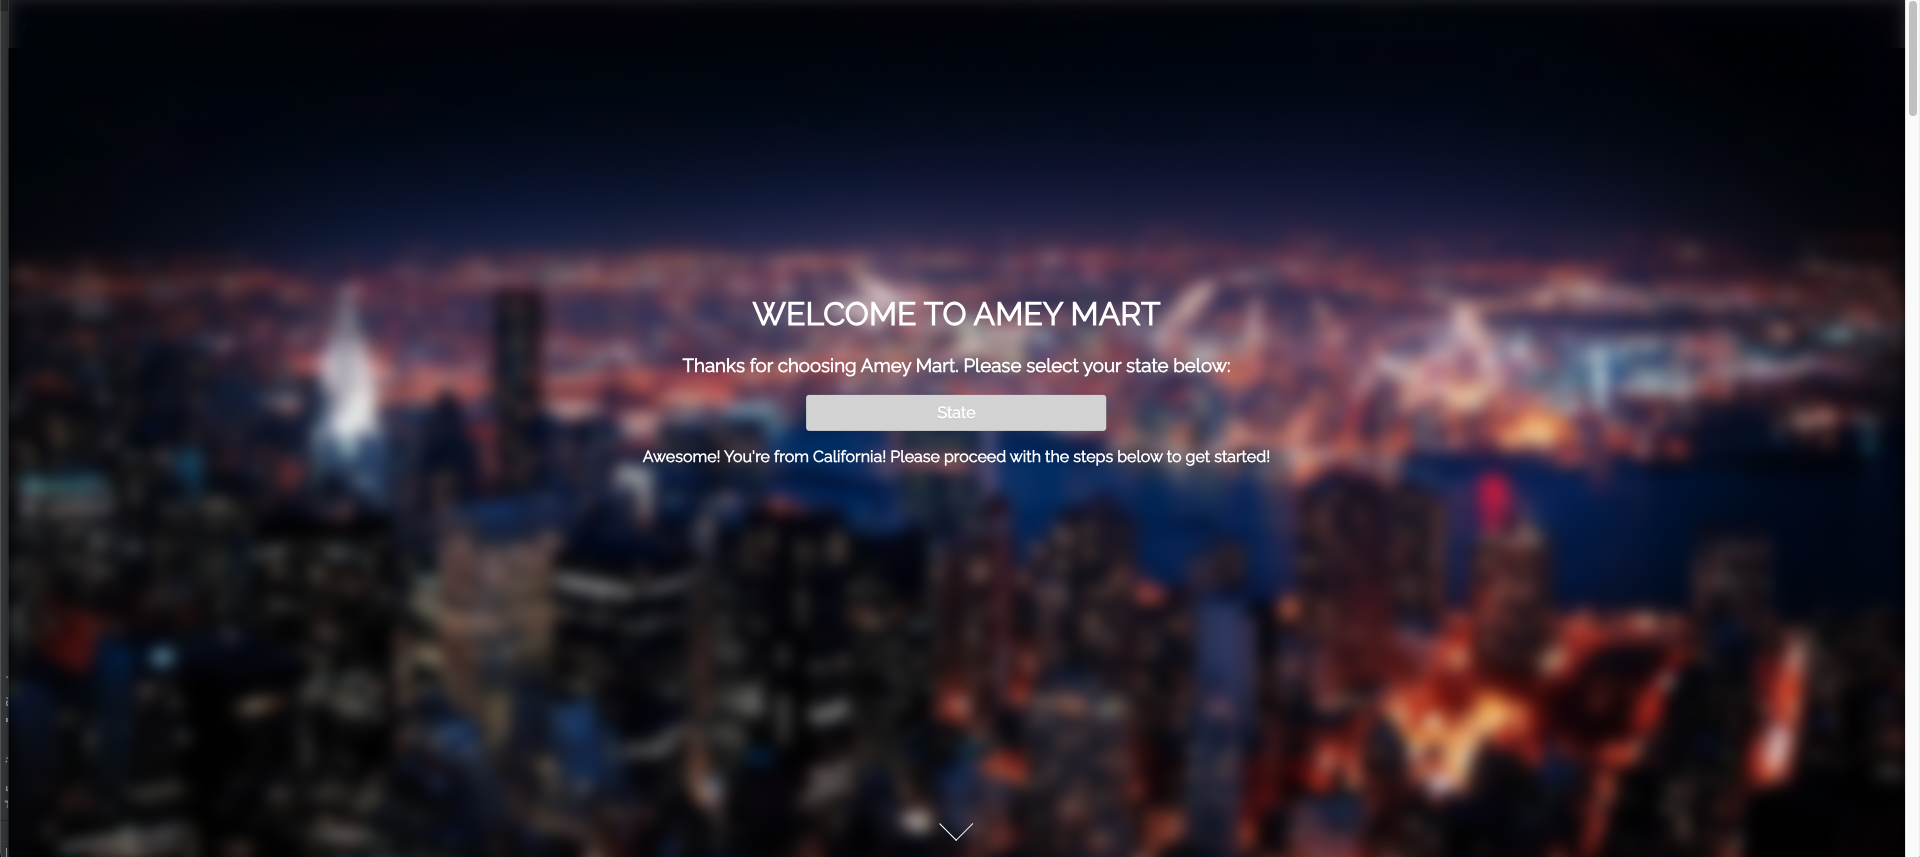 WELCOME TO AMEY MART
Thanks for choosing Amey Mart. Please select your state below:
State
Awesome! You're from California! Please proceed with the steps below to get started!